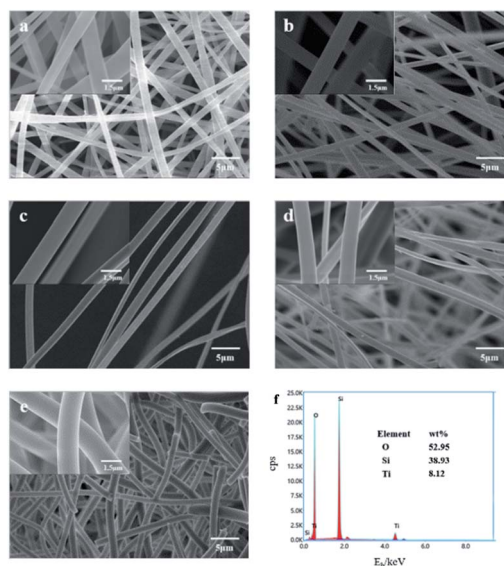 a
1.5μm
5μm
b
1.5μm
5μm
c
1.5μm
5μm
d
1.5μm
5μm
e
1.5μm
5μm
f
25.0K
22.5K
20.0K
17.5K
15.0K
12.5K
10.0K
7.5K
5.0K
2.5K
0.0K
cps
Si
O
Element wt%
O 52.95
Si 38.93
Ti 8.12
Si
Ti
Ti
0.0 2.0 4.0 6.0 8.0